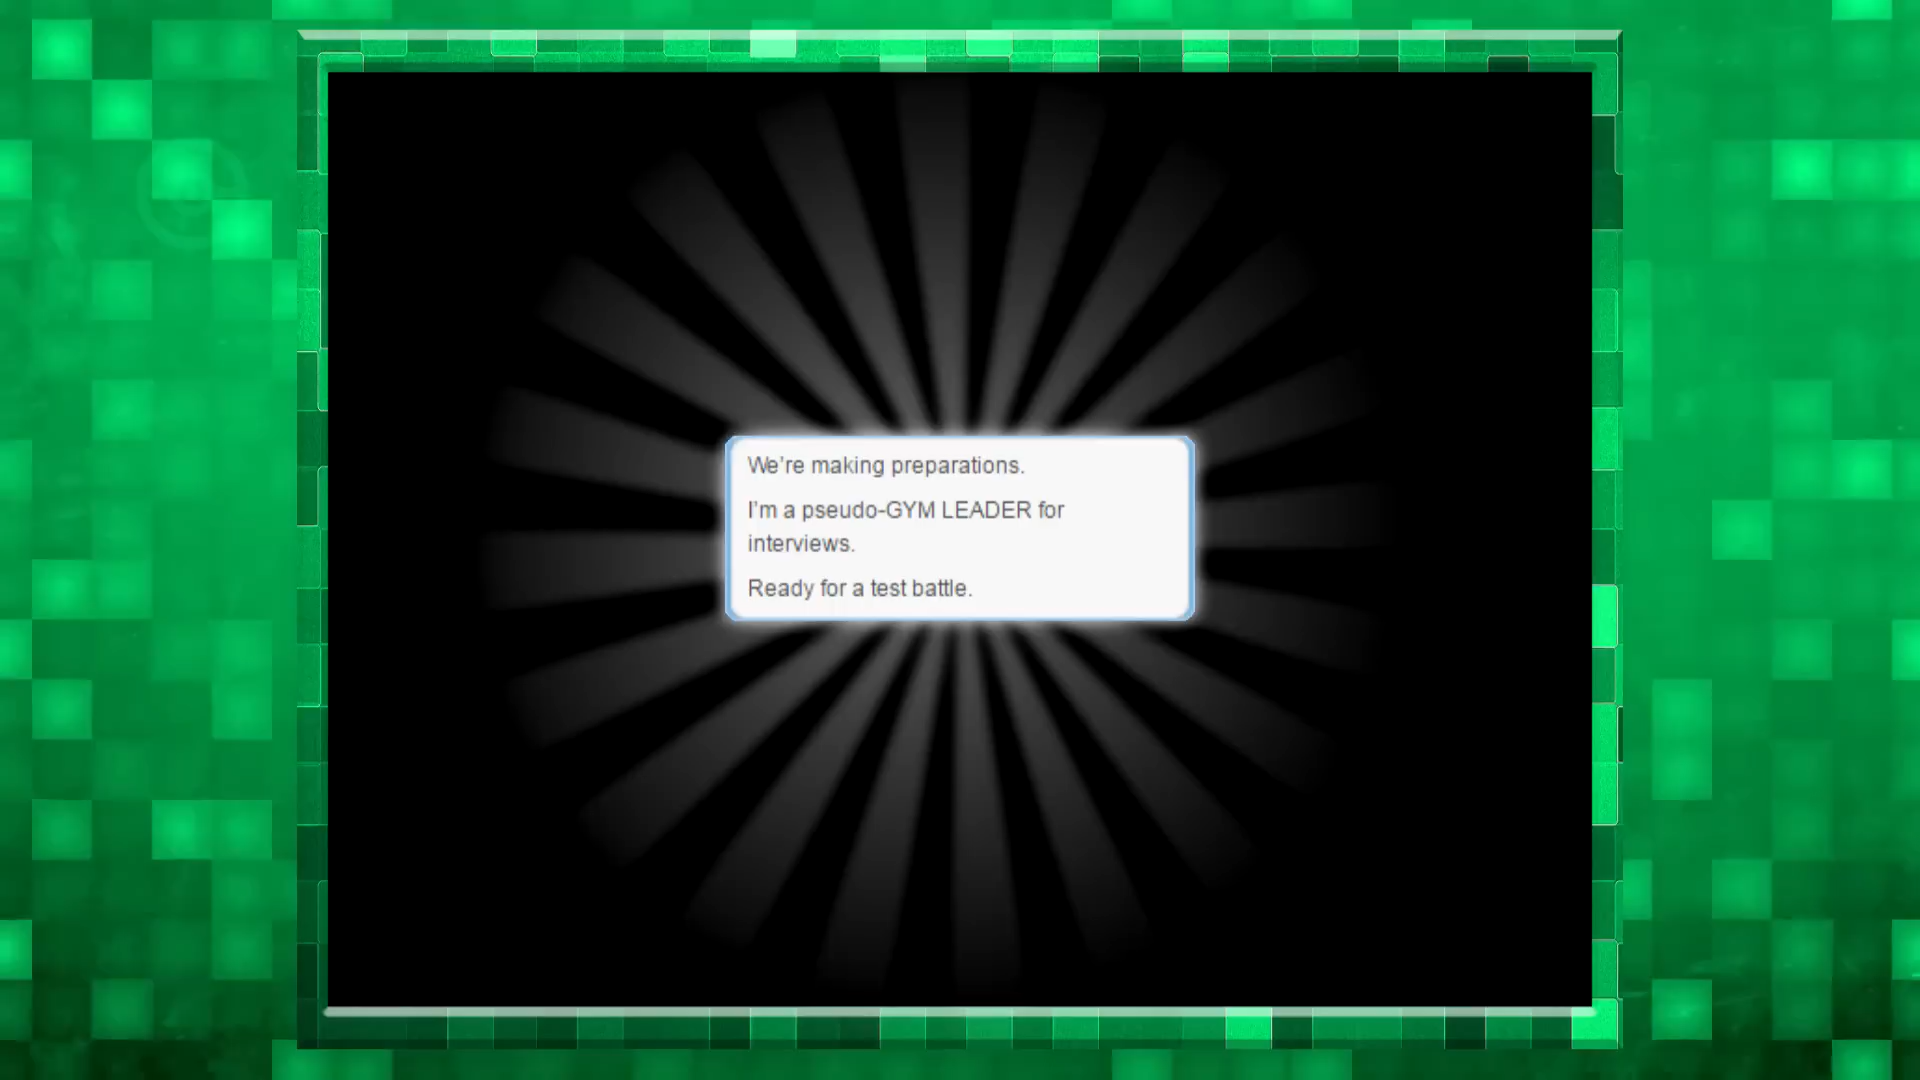 We're making preparations.
I'm a pseudo-GYM LEADER for
interviews.
Ready for a test battle.